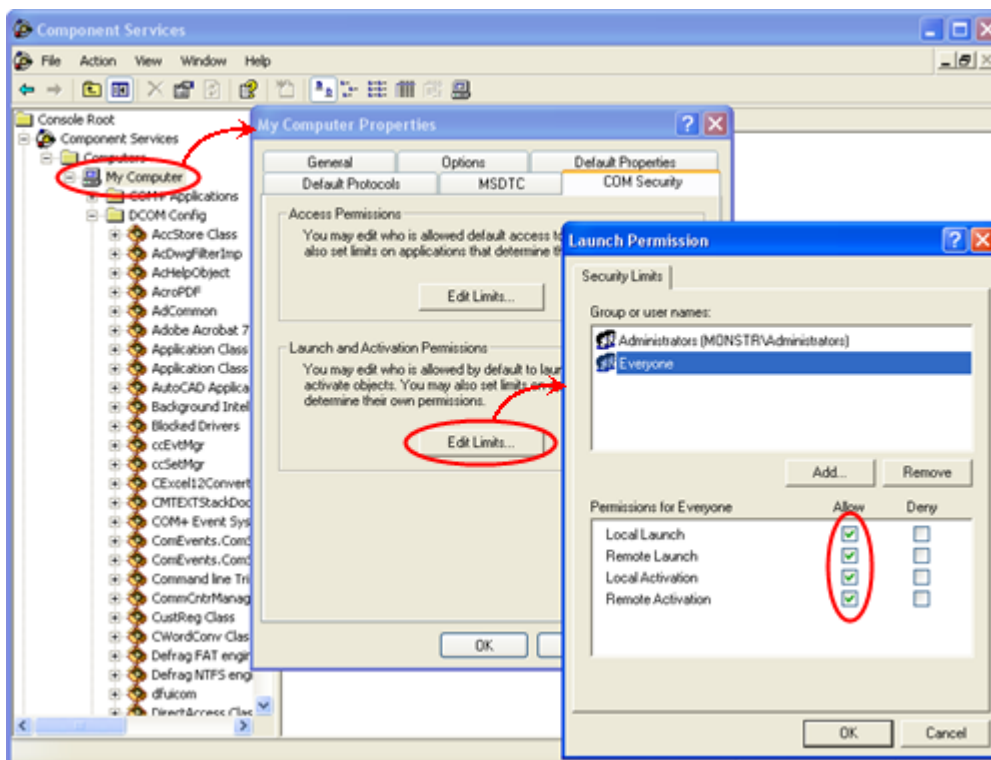 Component Services
File Action View Window Help
Console Root
Component Services
Computers
My Computer
COM+ Applications
DCOM Config
AccStore Class
AcDwgFilterImp
AcHelpObject
AcroPDF
AdCommon
Adobe Acrobat 7
Application Class
Application Class
AutoCAD Applica
Background Intel
Blocked Drivers
ccEvtMgr
ccSetMgr
CExcel12Convert
CMTEXTStackDoc
COM+ Event Sys
ComEvents.ComS
ComEvents.ComS
Command line Tri
CommCntrManag
CustReg Class
CWordConv Clas
Defrag FAT engin
Defrag NTFS eng
dfuicom
DirectAccess Clas
My Computer Properties
General Options Default Properties
Default Protocols MSDTC COM Security
Access Permissions
You may edit who is allowed default access to
also set limits on applications that determine th
Edit Limits...
Launch and Activation Permissions
You may edit who is allowed by default to laun
activate objects. You may also set limits on
determine their own permissions.
Edit Limits...
OK
Launch Permission
Security Limits
Group or user names:
Administrators (MONSTR\Administrators)
Everyone
Add... Remove
Permissions for Everyone Allow Deny
Local Launch
Remote Launch
Local Activation
Remote Activation
OK Cancel